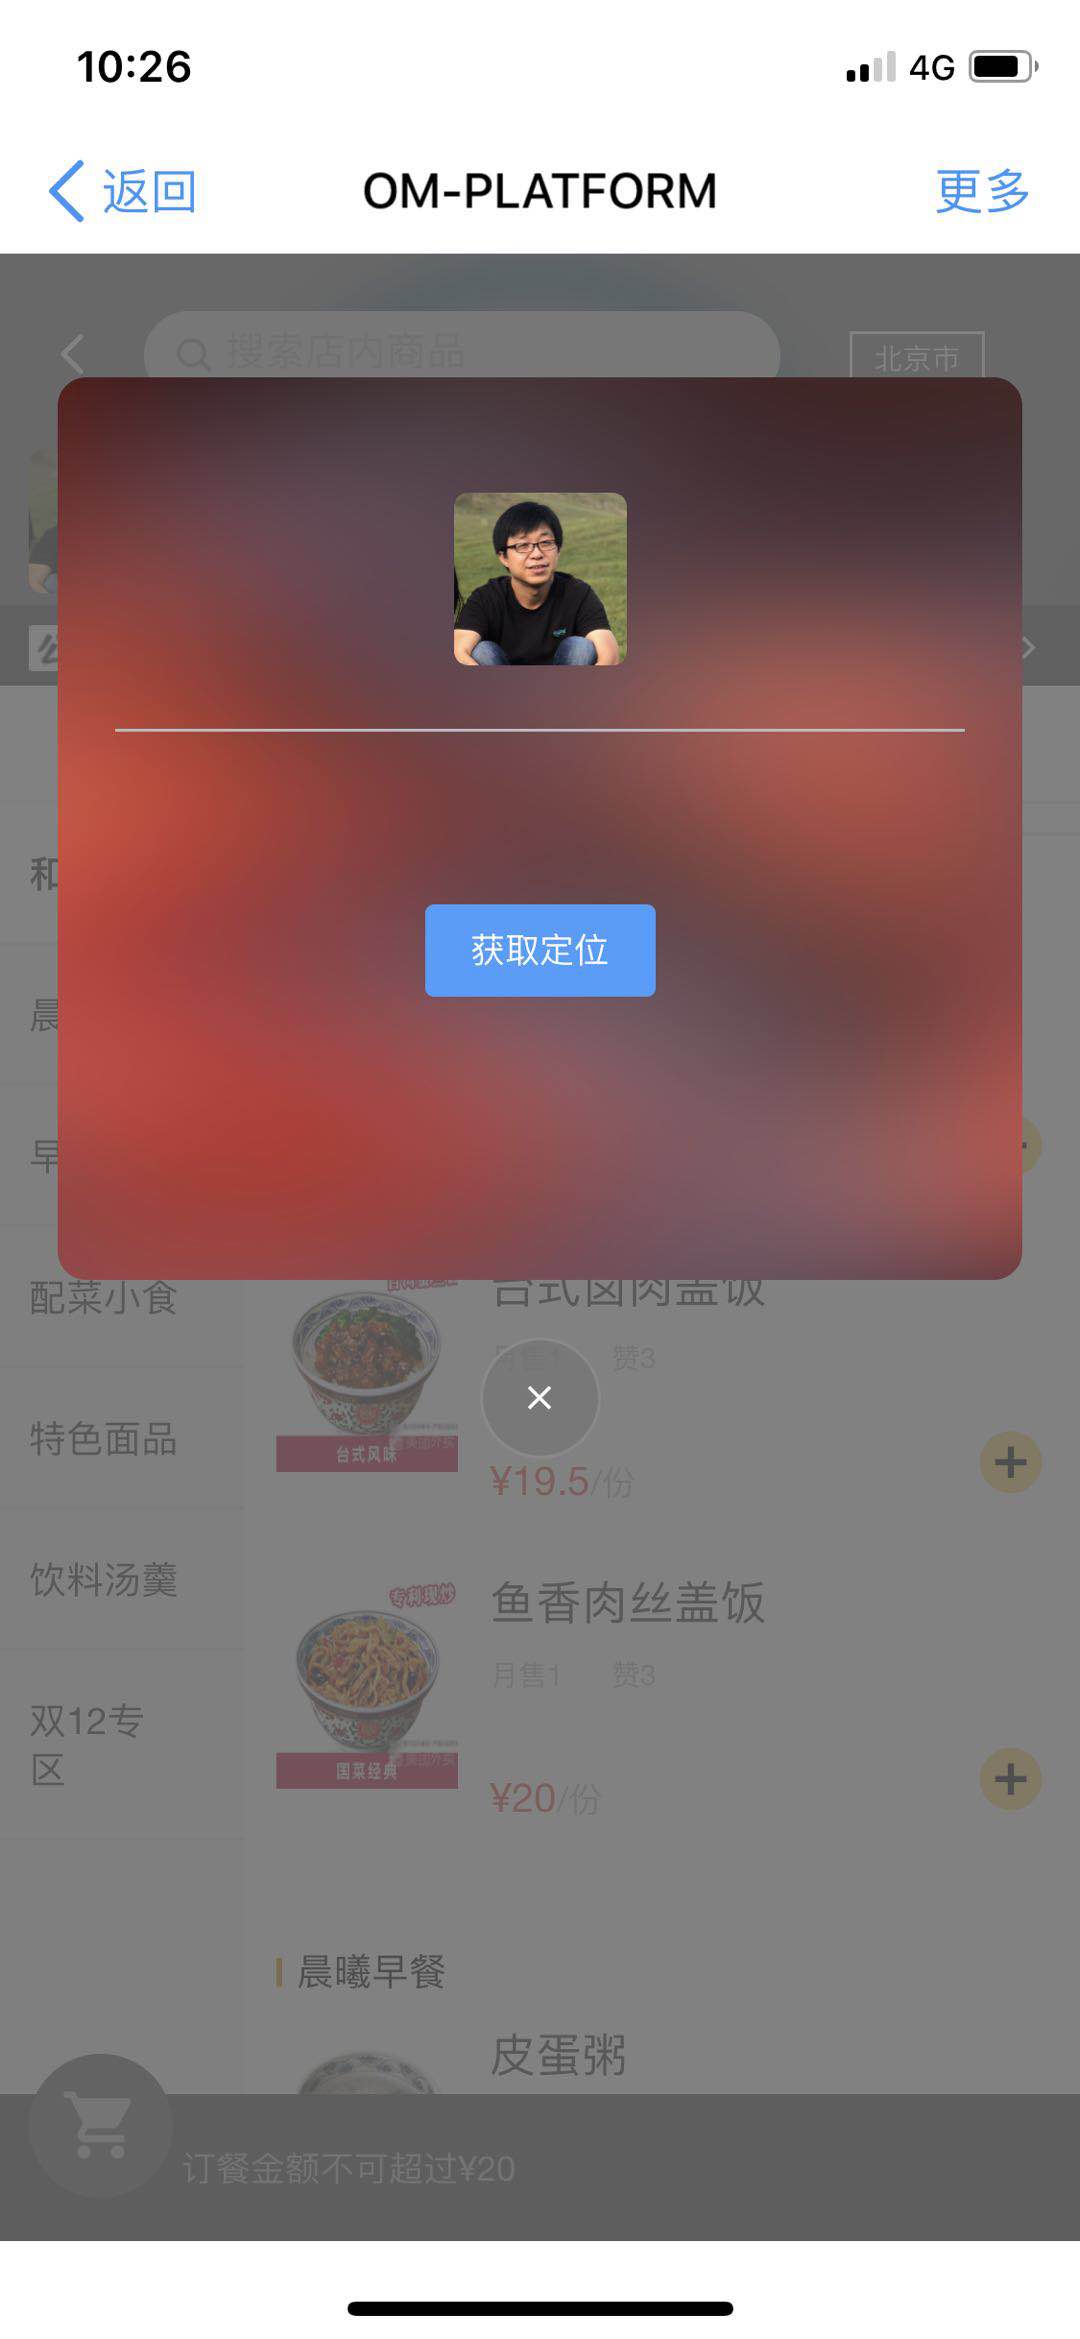 10:26
4G
返回
OM-PLATFORM
更多
搜索店内商品
北京市
公
和
获取定位
晨
早
配菜小食
台式卤肉盖饭
月售1 赞3
台式风味
¥19.5/份
特色面品
饮料汤羹
专利现炒
鱼香肉丝盖饭
月售1 赞3
国菜经典
¥20/份
双12专
区
晨曦早餐
皮蛋粥
订餐金额不可超过¥20